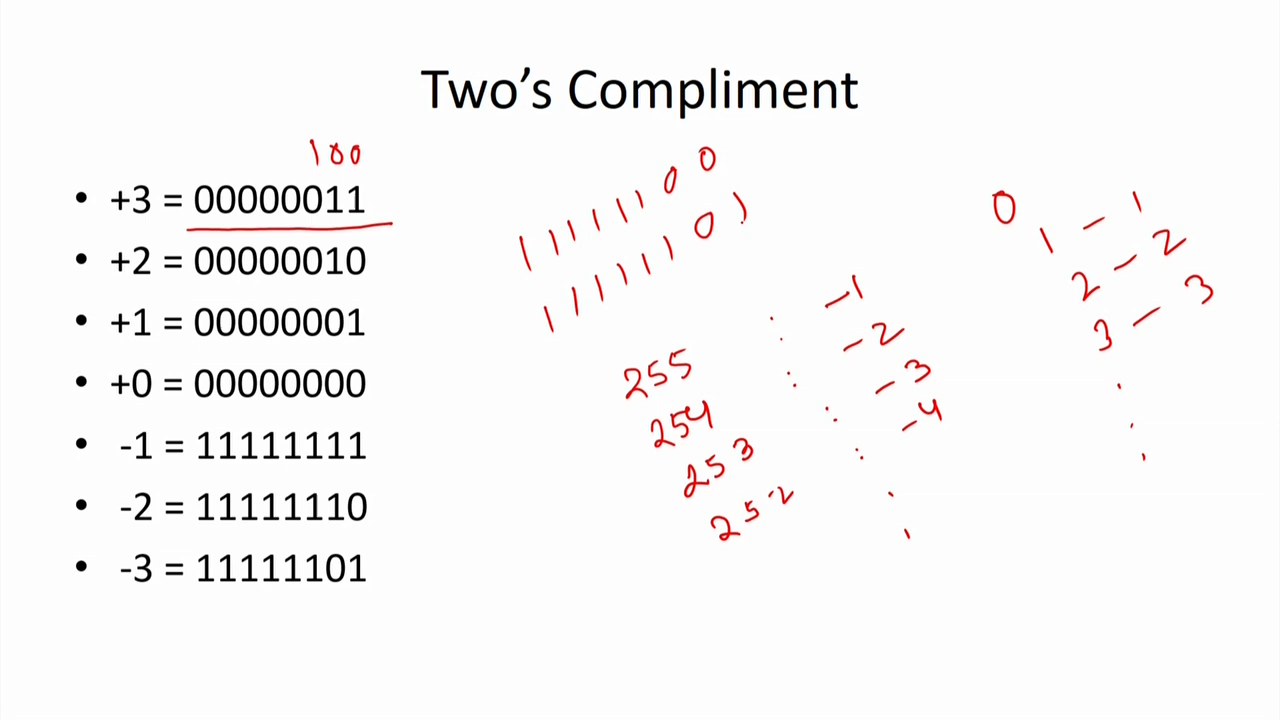 Two's Compliment
100
• +3 = 00000011
• +2 = 00000010
• +1 = 00000001
• +0 = 00000000
• -1 = 11111111
• -2 = 11111110
• -3 = 11111101
11111100
11111101
255 : -1
254 : -2
253 : -3
252 : -4
0
1 - 1
2 - 2
3 - 3